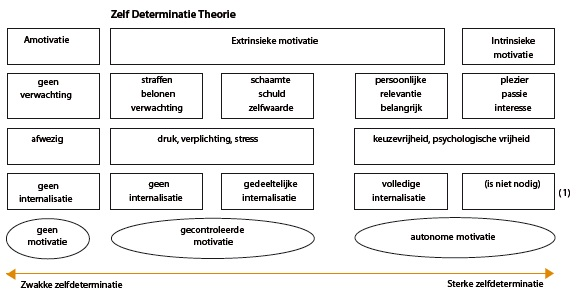 Zelf Determinatie Theorie
Amotivatie
Extrinsieke motivatie
Intrinsieke
motivatie
geen
verwachting
straffen
belonen
verwachting
schaamte
schuld
zelfwaarde
persoonlijke
relevantie
belangrijk
plezier
passie
interesse
afwezig
druk, verplichting, stress
keuzevrijheid, psychologische vrijheid
geen
internalisatie
geen
internalisatie
gedeeltelijke
internalisatie
volledige
internalisatie
(is niet nodig)
(1)
geen
motivatie
gecontroleerde
motivatie
autonome motivatie
Zwakke zelfdeterminatie
Sterke zelfdeterminatie